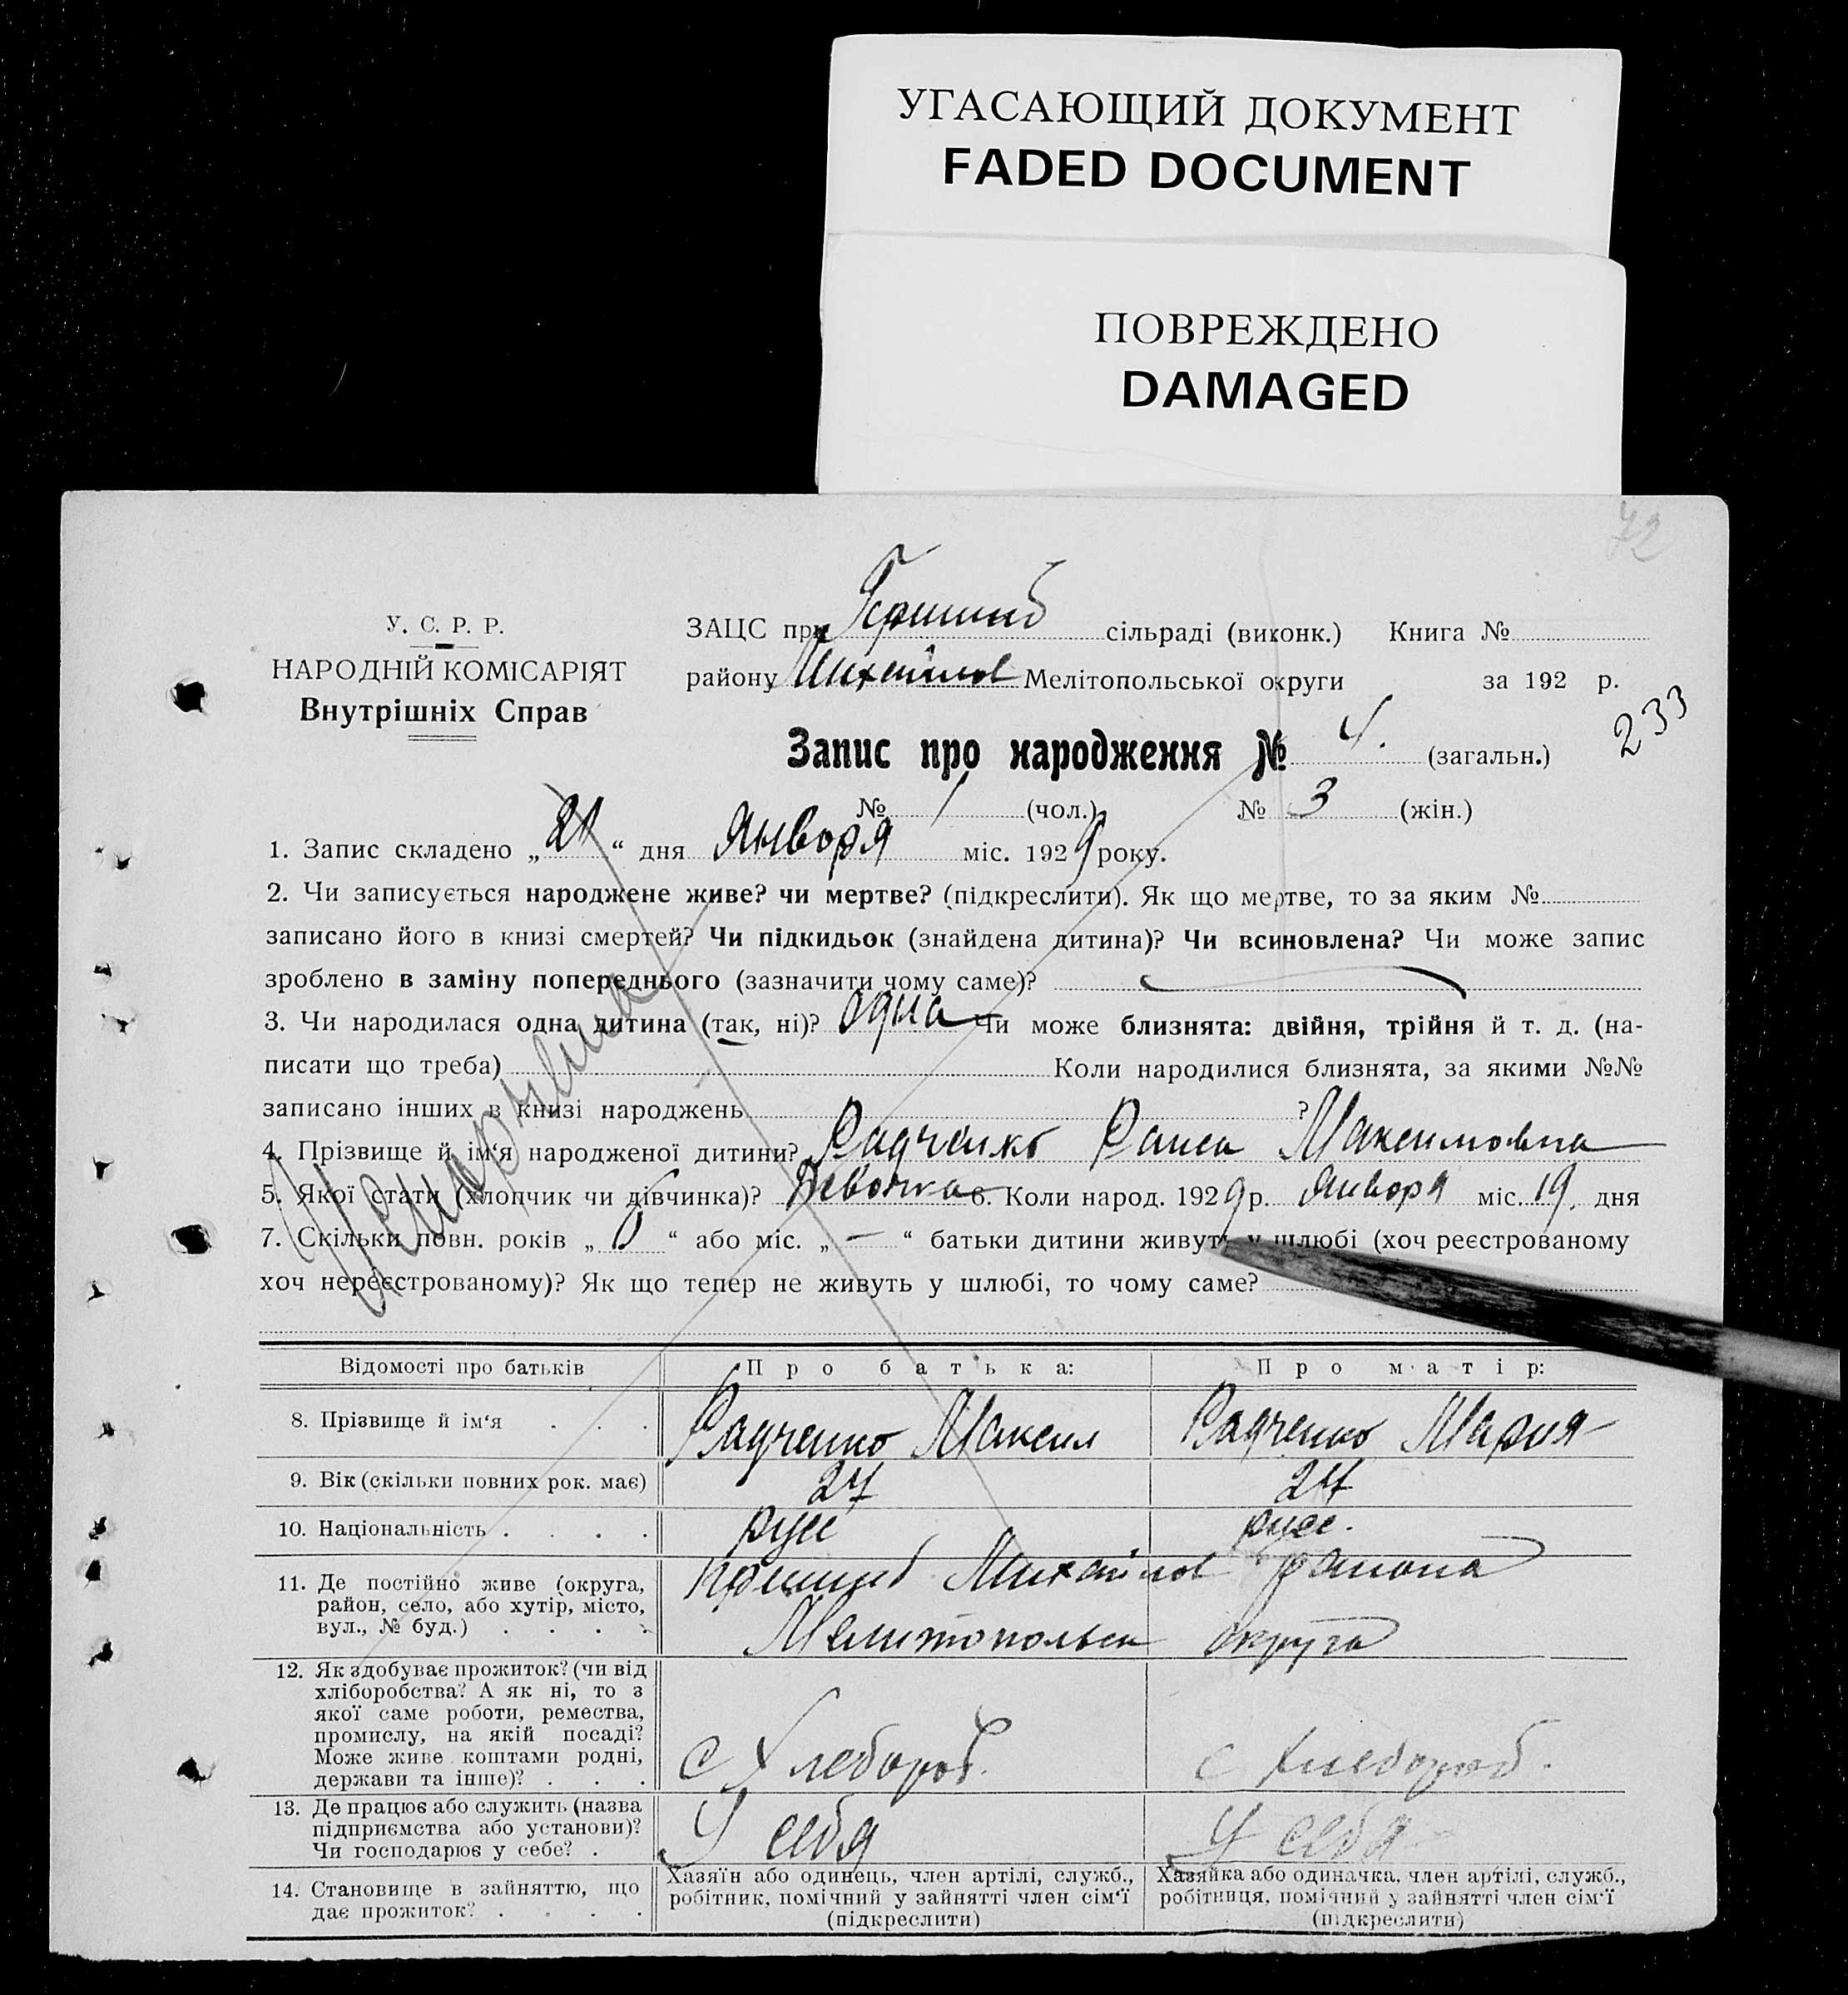 УГАСАЮЩИЙ ДОКУМЕНТ
FADED DOCUMENT
ПОВРЕЖДЕНО
DAMAGED
72
У. С. Р. Р.
НАРОДНІЙ КОМІСАРІЯТ
Внутрішніх Справ
ЗАЦС при сільраді (виконк.) Книга №
району Михайлов Мелітопольської округи за 192 р.
233
Запис про народження № 4. (загальн.)
№ / (чол.) № 3 (жін.)
1. Запис складено „ 21 “ дня Января міс. 1929 року.
2. Чи записується народжене живе? чи мертве? (підкреслити). Як що мертве, то за яким №
записано його в книзі смертей? Чи підкидьок (знайдена дитина)? Чи всиновлена? Чи може запис
зроблено в заміну попереднього (зазначити чому саме)?
3. Чи народилася одна дитина (так, ні)? одна Чи може близнята: двійня, трійня й т. д. (на-
писати що треба) Коли народилися близнята, за якими №№
записано інших в книзі народжень ?
4. Прізвище й ім‘я народженої дитини? Радченко Раиса Максимовна
5. Якої стати (хлопчик чи дівчинка)? Девочка 6. Коли народ. 1929 р. Января міс. 19. дня
7. Скільки повн. років „ 6 “ або міс. „ — “ батьки дитини живуть у шлюбі (хоч реєстрованому
хоч нереєстрованому)? Як що тепер не живуть у шлюбі, то чому саме?
Відомості про батьків Про батька: Про матір:
8. Прізвище й ім‘я . . . Радченко Максим Радченко Мария
9. Вік (скільки повних рок. має) 27 27
10. Національність . . . . русс русс.
11. Де постійно живе (округа, Михайлов района
район, село, або хутір, місто,
вул., № буд.) . . . . Мелитопольск округа
12. Як здобуває прожиток? (чи від
хліборобства? А як ні, то з
якої саме роботи, ремества,
промислу, на якій посаді?
Може живе коштами родні, с хлебороб. с хлебороб.
держави та інше)? . . .
13. Де працює або служить (назва
підприємства або установи)? У себя У себя
Чи господарює у себе? .
14. Становище в зайняттю, що дає прожиток? . . . .
Хазяїн або одинець, член артілі, служб., робітник, помічний у зайнятті член сім‘ї (підкреслити)
Хазяйка або одиначка, член артілі, служб., робітниця, помічний у зайнятті член сім‘ї (підкреслити)